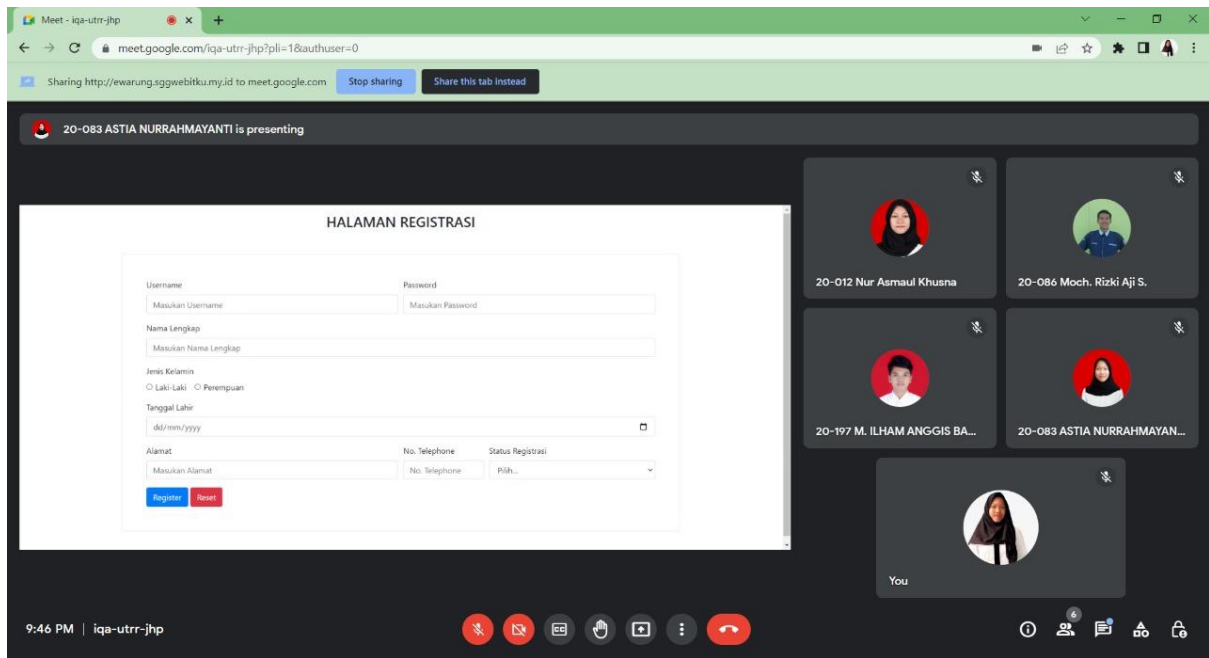 Meet - iqa-utrr-jhp
meet.google.com/iqa-utrr-jhp?pli=1&authuser=0
Sharing http://ewarung.sggwebitku.my.id to meet.google.com Stop sharing Share this tab instead
20-083 ASTIA NURRAHMAYANTI is presenting
HALAMAN REGISTRASI
Username Password
Masukan Username Masukan Password
Nama Lengkap
Masukan Nama Lengkap
Jenis Kelamin
Laki-Laki Perempuan
Tanggal Lahir
dd/mm/yyyy
Alamat No. Telephone Status Registrasi
Masukan Alamat No. Telephone Pilih...
Register Reset
20-012 Nur Asmaul Khusna
20-086 Moch. Rizki Aji S.
20-197 M. ILHAM ANGGIS BA...
20-083 ASTIA NURRAHMAYAN...
You
9:46 PM | iqa-utrr-jhp
CC
6